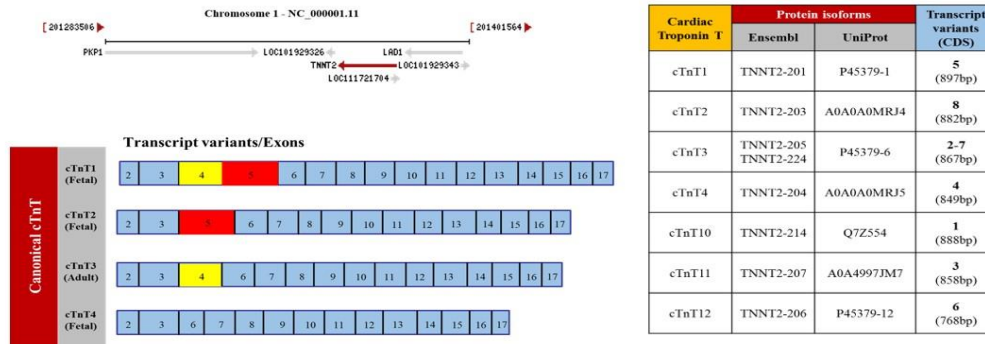 Chromosome 1 - NC_000001.11
[ 201283506
201401564
PKP1
LOC101929326
LAD1
TNNT2
LOC101929343
LOC111721704
Transcript variants/Exons
Canonical cTnT
cTnT1
(Fetal)
2 3 4 5 6 7 8 9 10 11 12 13 14 15 16 17
cTnT2
(Fetal)
2 3 5 6 7 8 9 10 11 12 13 14 15 16 17
cTnT3
(Adult)
2 3 4 6 7 8 9 10 11 12 13 14 15 16 17
cTnT4
(Fetal)
2 3 6 7 8 9 10 11 12 13 14 15 16 17
Cardiac Troponin T
Protein isoforms
Transcript variants (CDS)
Ensembl UniProt
cTnT1 TNNT2-201 P45379-1 5 (897bp)
cTnT2 TNNT2-203 A0A0A0MRJ4 8 (882bp)
cTnT3 TNNT2-205 TNNT2-224 P45379-6 2-7 (867bp)
cTnT4 TNNT2-204 A0A0A0MRJ5 4 (849bp)
cTnT10 TNNT2-214 Q7Z554 1 (888bp)
cTnT11 TNNT2-207 A0A4997JM7 3 (858bp)
cTnT12 TNNT2-206 P45379-12 6 (768bp)